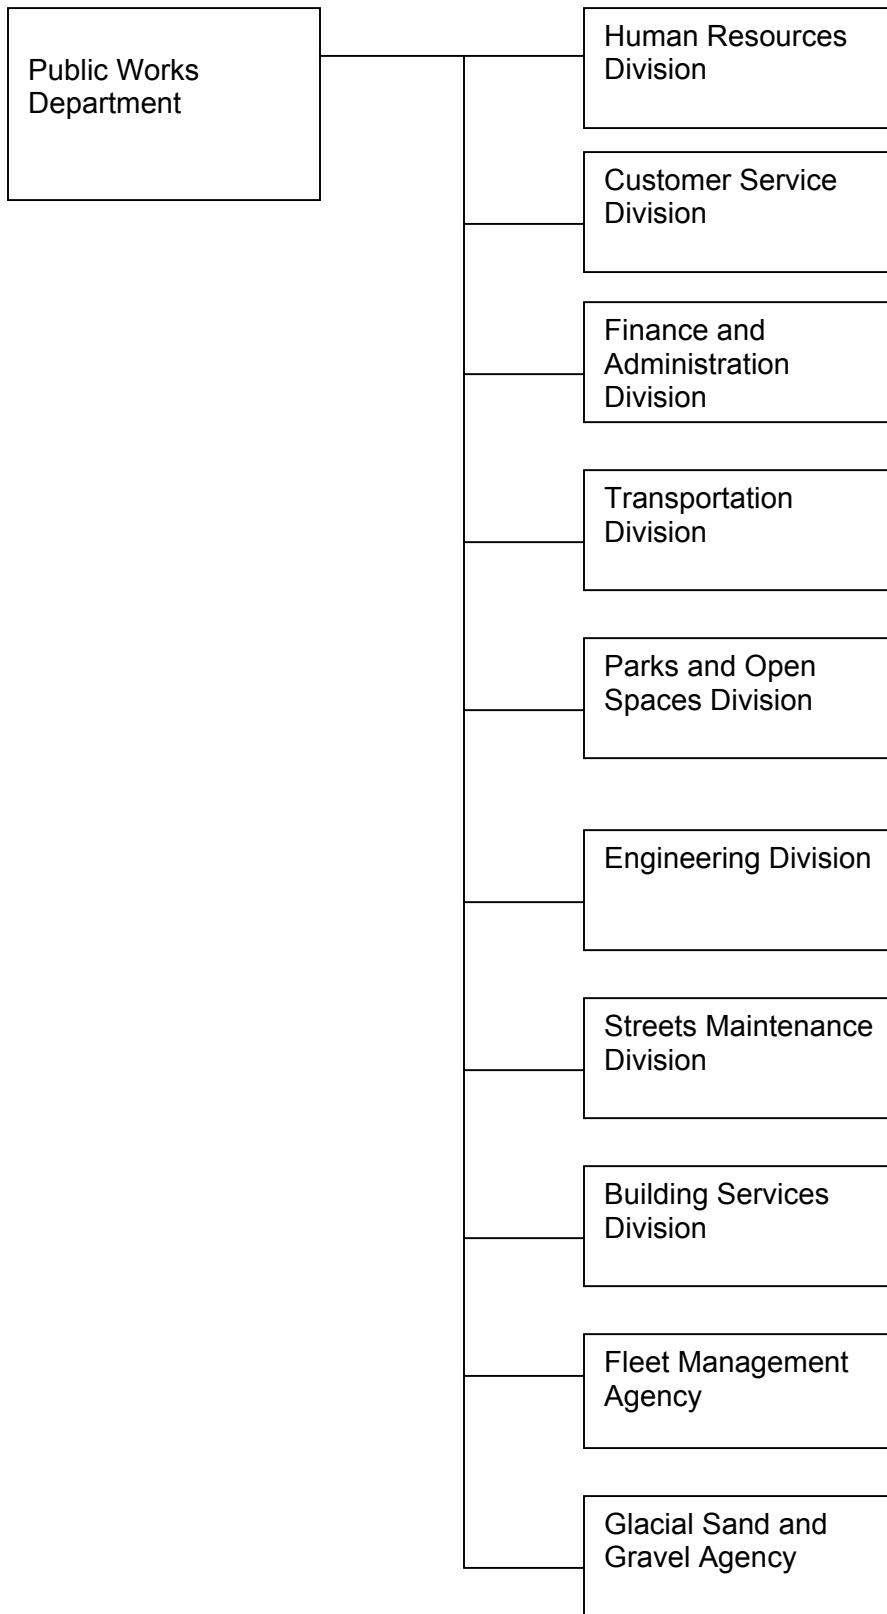 Public Works
Department
Human Resources
Division
Customer Service
Division
Finance and
Administration
Division
Transportation
Division
Parks and Open
Spaces Division
Engineering Division
Streets Maintenance
Division
Building Services
Division
Fleet Management
Agency
Glacial Sand and
Gravel Agency